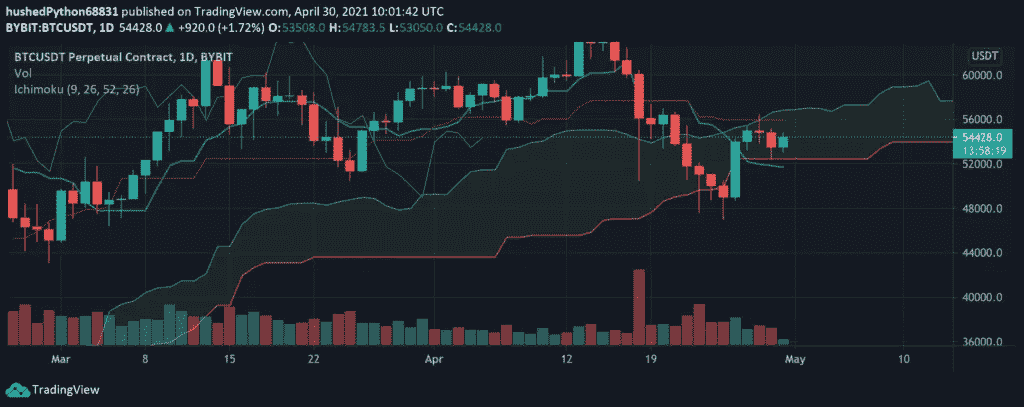 hushedPython68831 published on TradingView.com, April 30, 2021 10:01:42 UTC
BYBIT:BTCUSDT, 1D 54428.0 ▲ +920.0 (+1.72%) O:53508.0 H:54783.5 L:53050.0 C:54428.0
BTCUSDT Perpetual Contract, 1D, BYBIT
Vol
Ichimoku (9, 26, 52, 26)
USDT
60000.0
56000.0
54428.0
13:58:19
52000.0
48000.0
44000.0
40000.0
36000.0
Mar 8 15 22 Apr 12 19 May 10
TradingView